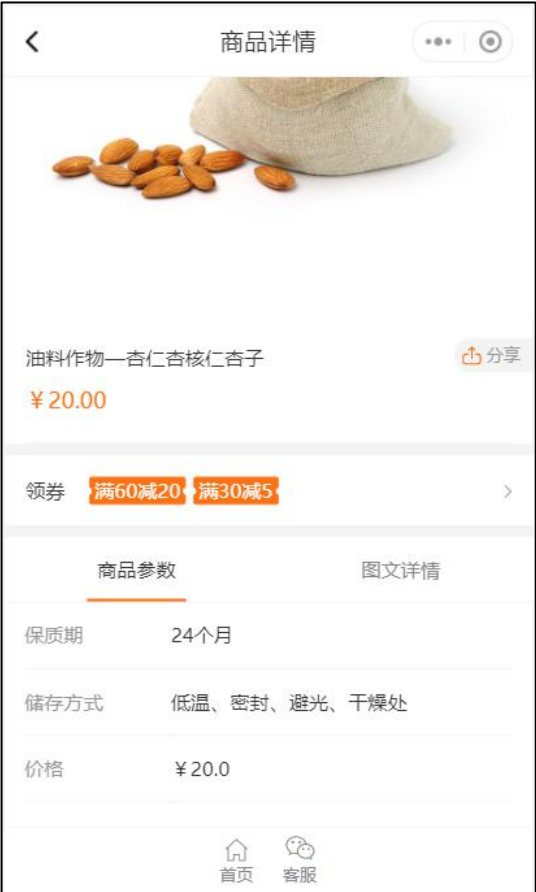 商品详情
油料作物—杏仁杏核仁杏子
分享
￥20.00
领券 满60减20 满30减5
商品参数 图文详情
保质期 24个月
储存方式 低温、密封、避光、干燥处
价格 ￥20.0
首页 客服